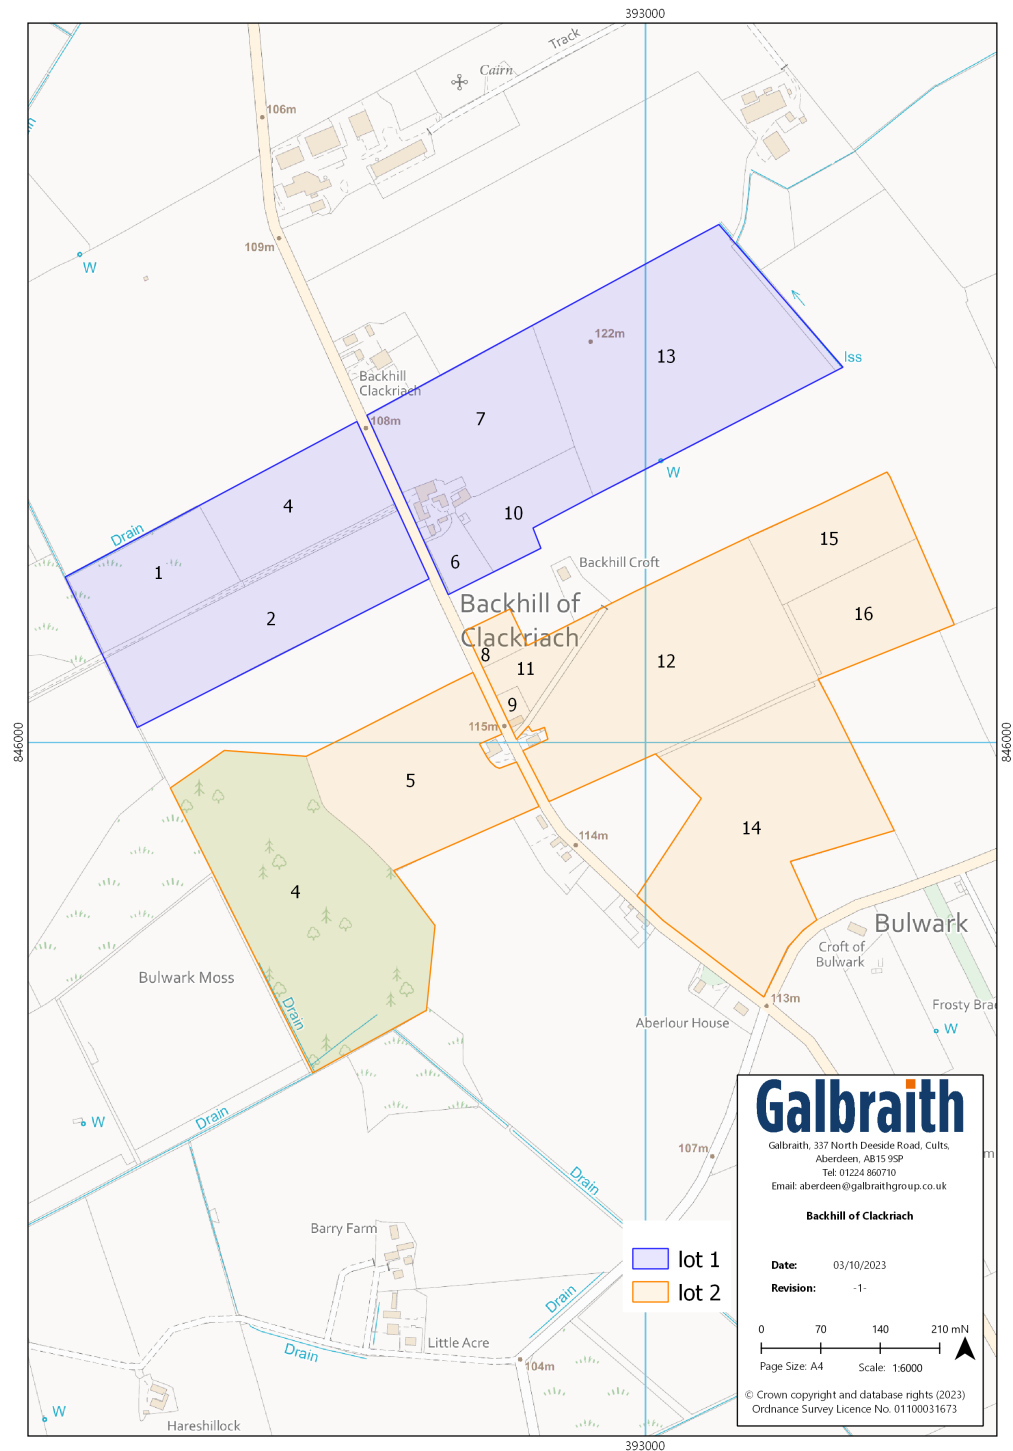 393000
Track
Cairn
106m
in
109m
W
122m
13
Iss
Backhill
Clackriach
108m
7
W
4
10
Drain
15
1
6
Backhill Croft
2
16
Backhill of
Clackriach
8
12
11
9
115m
846000
846000
5
14
114m
4
Bulwark
Croft of
Bulwark
Bulwark Moss
113m
Frosty Bra
Drain
Aberlour House
W
Drain
W
107m
m
Drain
Barry Farm
Drain
Little Acre
Drain
104m
W
Hareshillock
lot 1
lot 2
Galbraith
Galbraith, 337 North Deeside Road, Cults,
Aberdeen, AB15 9SP
Tel: 01224 860710
Email: aberdeen@galbraithgroup.co.uk
Backhill of Clackriach
Date: 03/10/2023
Revision: -1-
0 70 140 210 m N
Page Size: A4 Scale: 1:6000
© Crown copyright and database rights (2023)
Ordnance Survey Licence No. 01100031673
393000